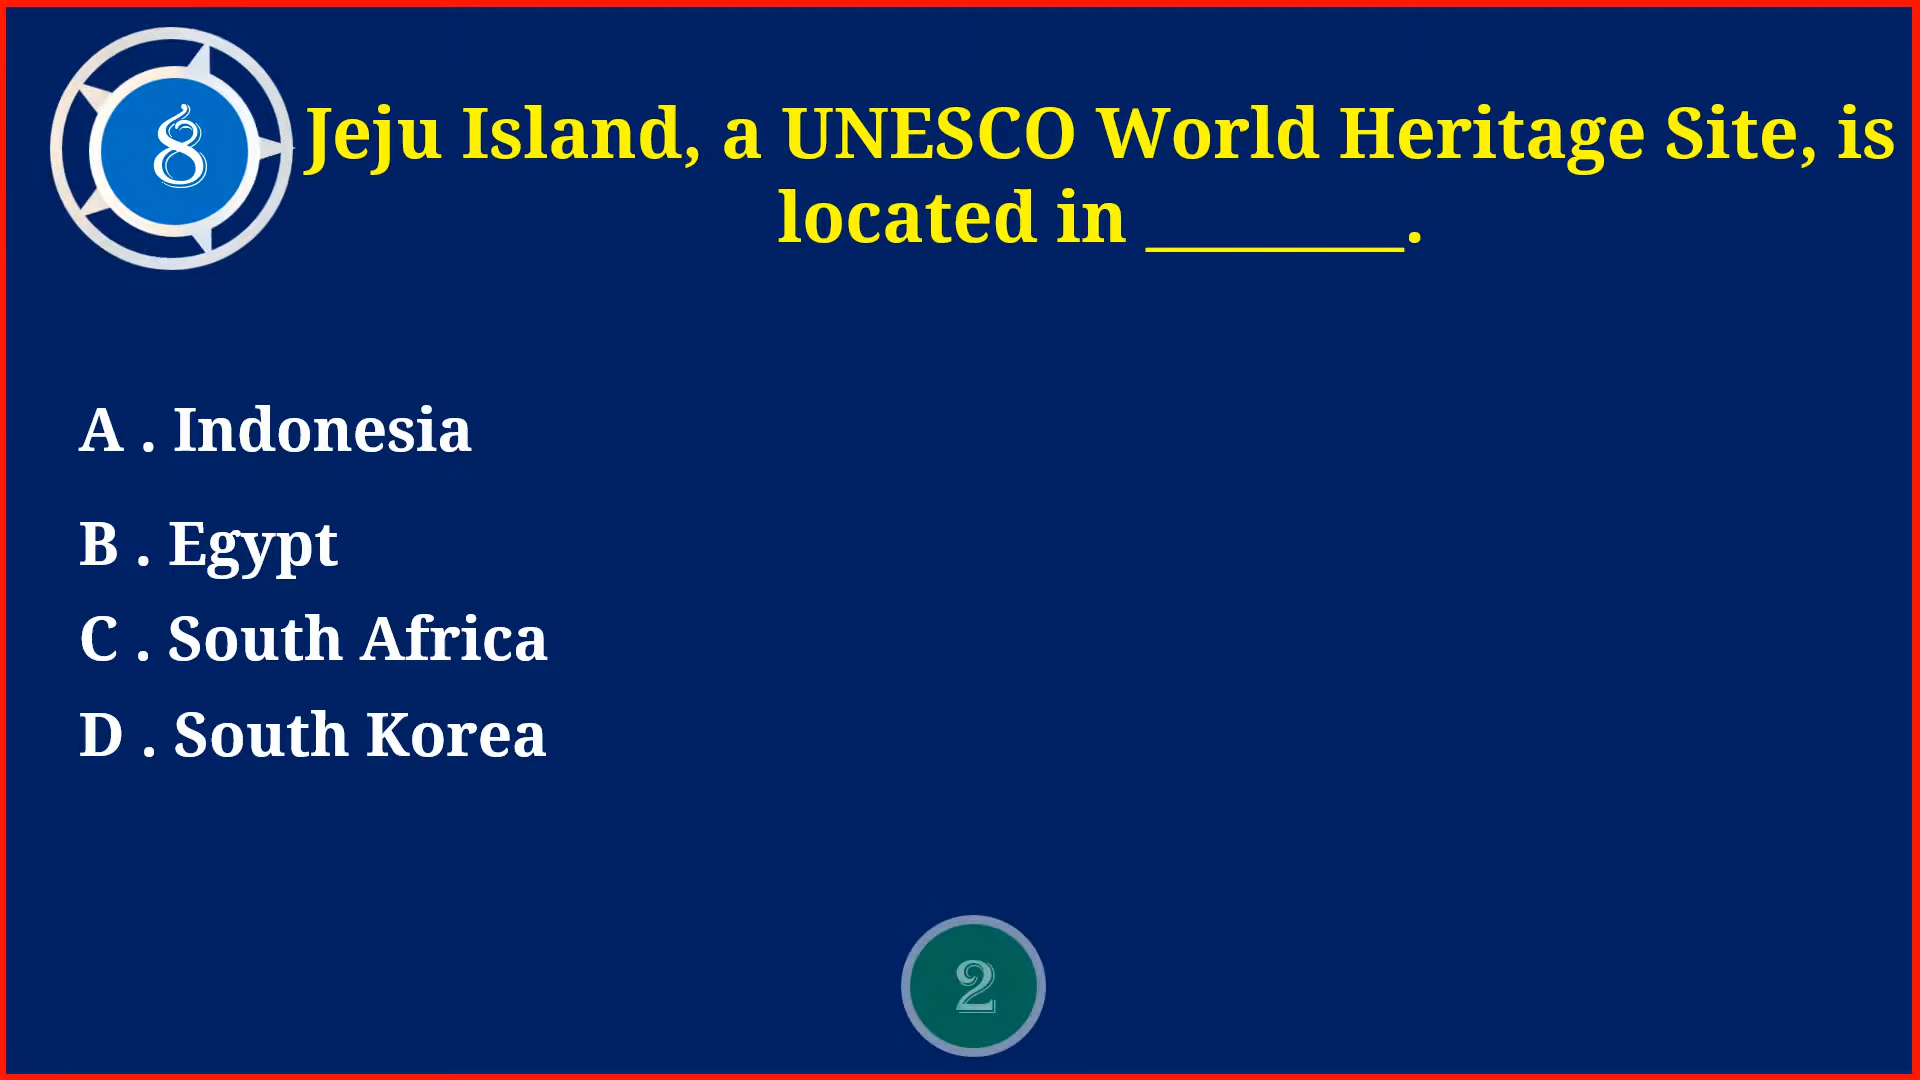 8
Jeju Island, a UNESCO World Heritage Site, is
located in ________.
A . Indonesia
B . Egypt
C . South Africa
D . South Korea
2